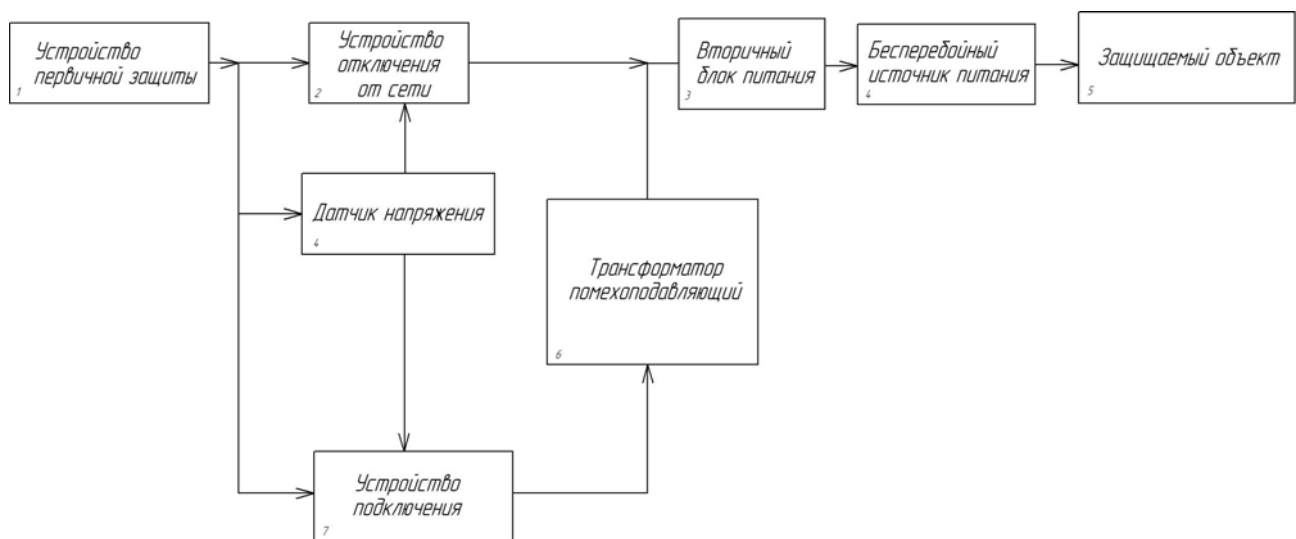 Устройство
первичной защиты
1
Устройство
отключения
от сети
2
Вторичный
блок питания
3
Бесперебойный
источник питания
4
Защищаемый объект
5
Датчик напряжения
4
Трансформатор
помехоподавляющий
6
Устройство
подключения
7